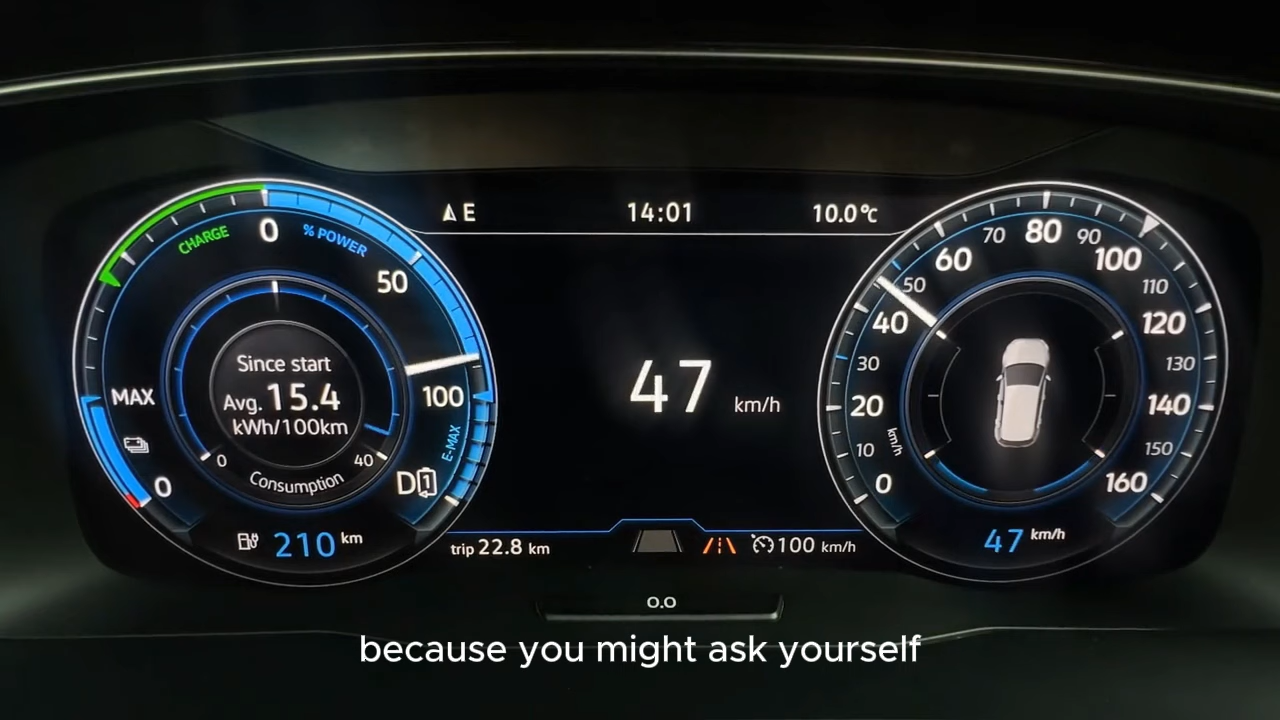 E
14:01
10.0°C
CHARGE
0
% POWER
50
100
E-MAX
MAX
0
Since start
Avg. 15.4
kWh/100km
0
40
Consumption
D 1
210 km
47 km/h
trip 22.8 km
100 km/h
0.0
0
10
20
30
40
50
60
70
80
90
100
110
120
130
140
150
160
km/h
47 km/h
because you might ask yourself